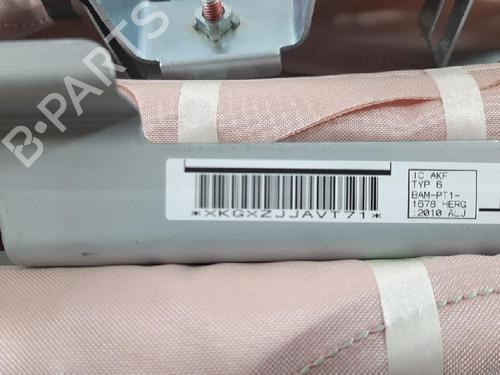 B-PARTS
*XKGXZJJAVT71*
IC AKF
TYP 6
BAM-PT1-
1678 HERG
:2010 ALJ